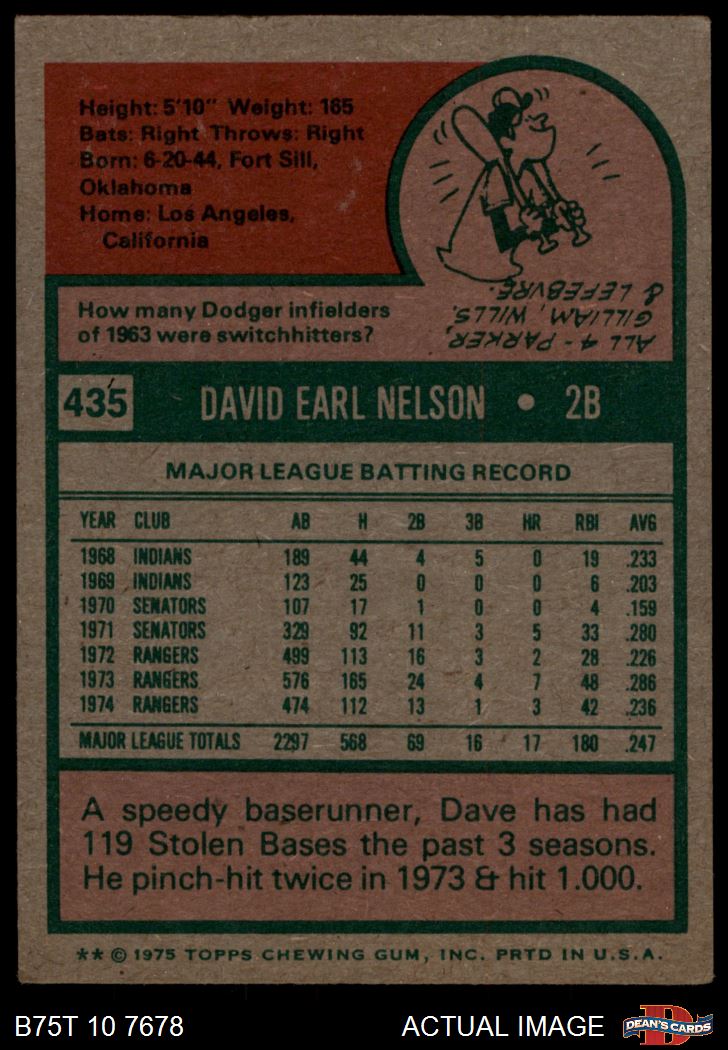 Height: 5'10" Weight: 165
Bats: Right Throws: Right
Born: 6-20-44, Fort Sill,
Oklahoma
Home: Los Angeles,
California
How many Dodger infielders
of 1963 were switchhitters?
ALL 4 - PARKER,
GILLIAM, WILLS,
& LEFEBVRE.
435 DAVID EARL NELSON • 2B
MAJOR LEAGUE BATTING RECORD
YEAR CLUB AB H 2B 3B HR RBI AVG
1968 INDIANS 189 44 4 5 0 19 .233
1969 INDIANS 123 25 0 0 0 6 .203
1970 SENATORS 107 17 1 0 0 4 .159
1971 SENATORS 329 92 11 3 5 33 .280
1972 RANGERS 499 113 16 3 2 28 .226
1973 RANGERS 576 165 24 4 7 48 .286
1974 RANGERS 474 112 13 1 3 42 .236
MAJOR LEAGUE TOTALS 2297 568 69 16 17 180 .247
A speedy baserunner, Dave has had
119 Stolen Bases the past 3 seasons.
He pinch-hit twice in 1973 & hit 1.000.
** © 1975 TOPPS CHEWING GUM, INC. PRTD IN U.S.A.
B75T 10 7678 ACTUAL IMAGE
D
DEAN'S CARDS